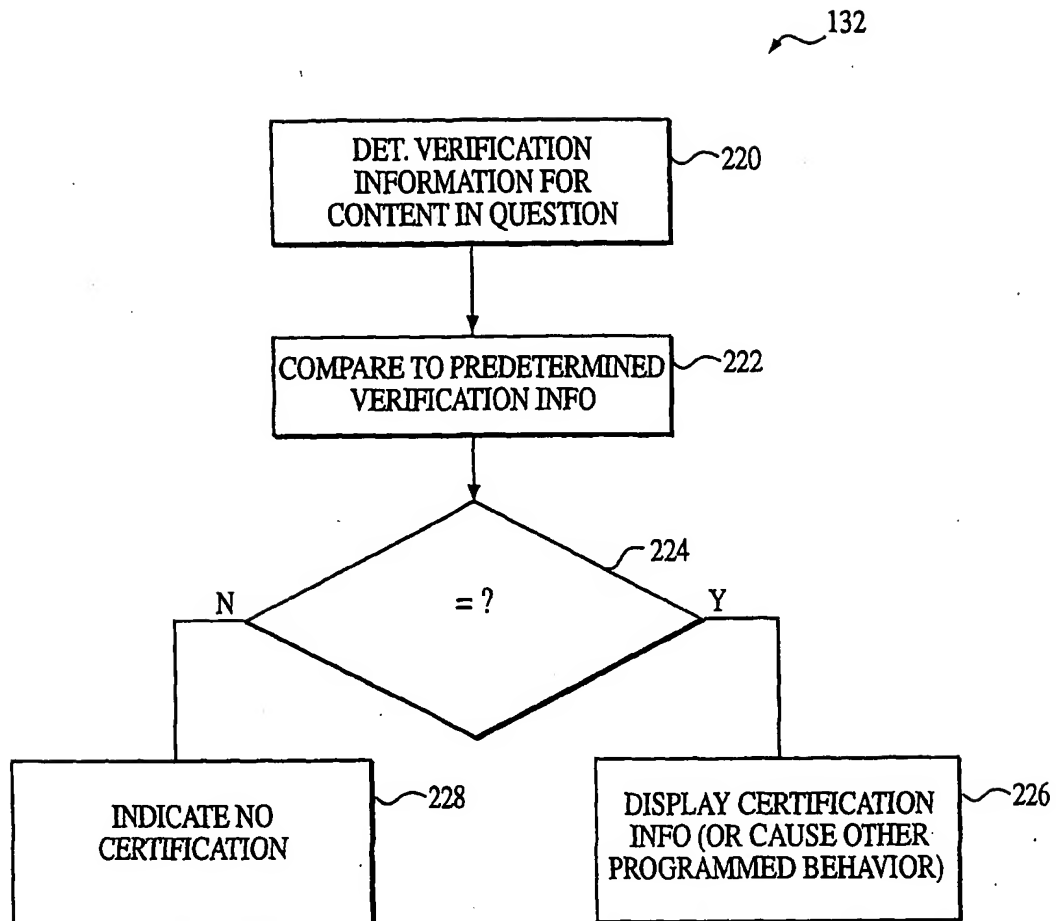 132
DET. VERIFICATION
INFORMATION FOR
CONTENT IN QUESTION
220
COMPARE TO PREDETERMINED
VERIFICATION INFO
222
224
= ?
N
Y
INDICATE NO
CERTIFICATION
228
DISPLAY CERTIFICATION
INFO (OR CAUSE OTHER
PROGRAMMED BEHAVIOR)
226